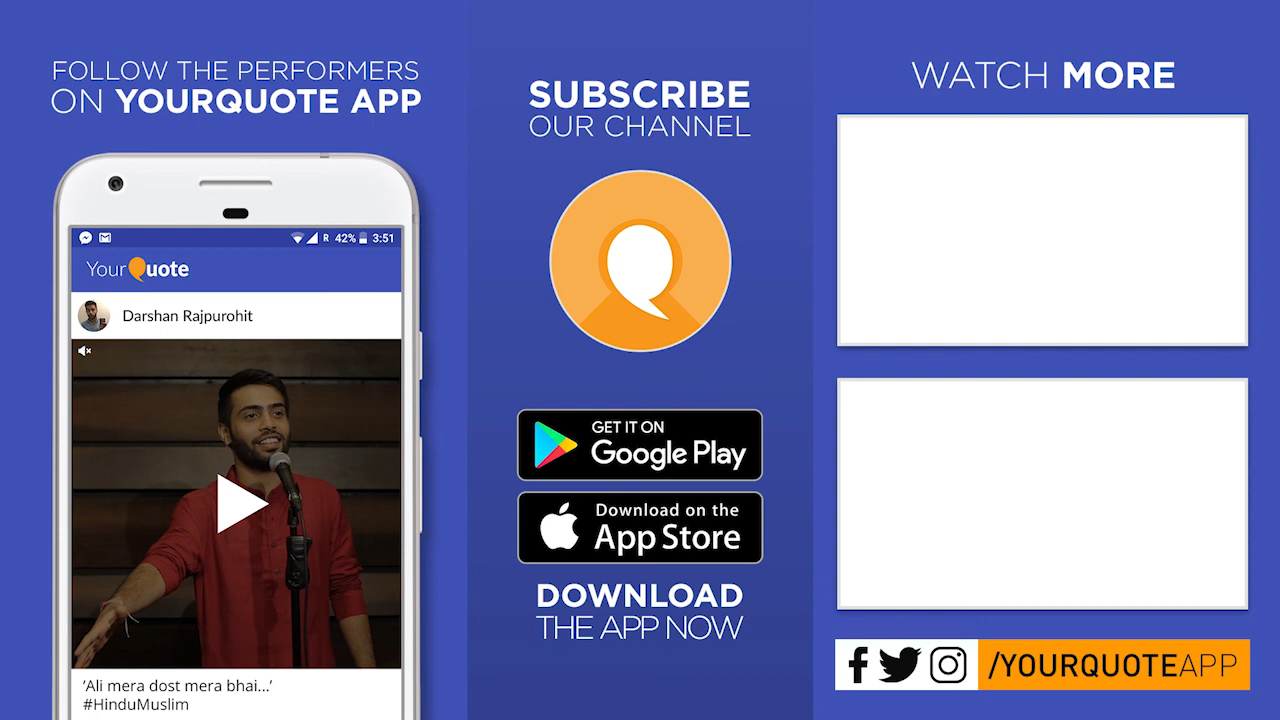 FOLLOW THE PERFORMERS
ON YOURQUOTE APP
R 42% 3:51
YourQuote
Darshan Rajpurohit
‘Ali mera dost mera bhai...’
#HinduMuslim
SUBSCRIBE
OUR CHANNEL
GET IT ON
Google Play
Download on the
App Store
DOWNLOAD
THE APP NOW
WATCH MORE
/YOURQUOTEAPP